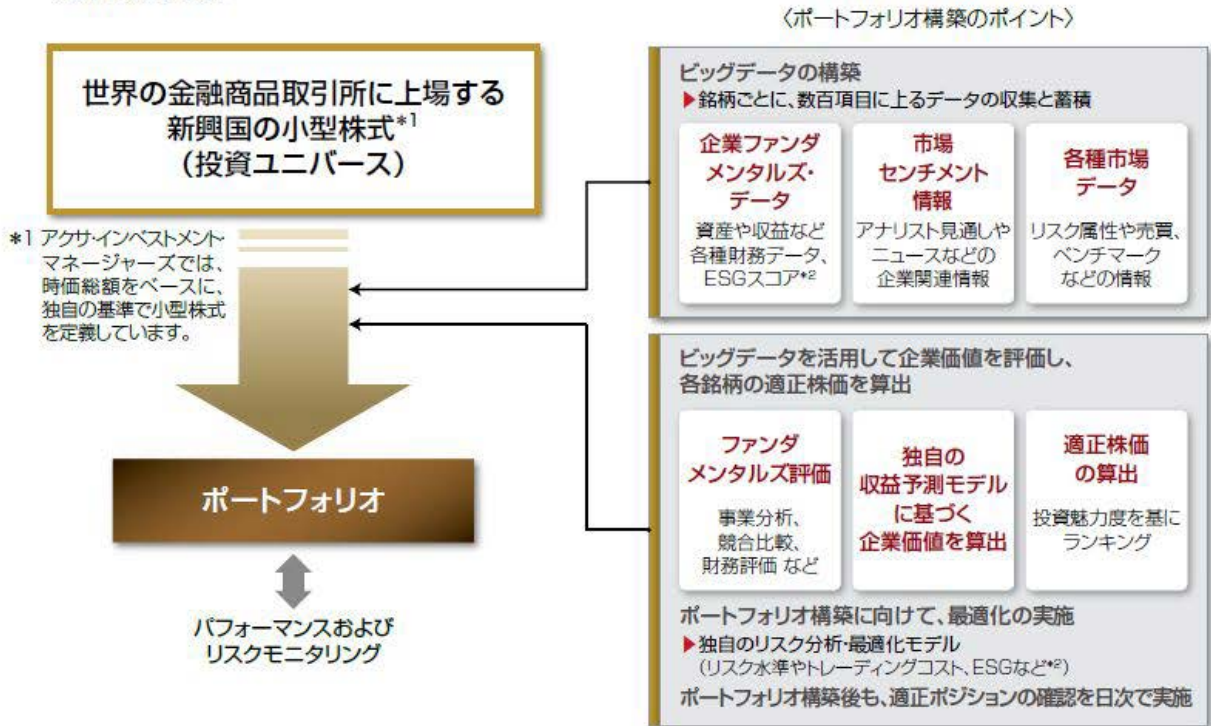 〈ポートフォリオ構築のポイント〉
世界の金融商品取引所に上場する
新興国の小型株式*1
（投資ユニバース）
*1 アクサ・インベストメント・
マネージャーズでは、
時価総額をベースに、
独自の基準で小型株式
を定義しています。
ポートフォリオ
パフォーマンスおよび
リスクモニタリング
ビッグデータの構築
▶銘柄ごとに、数百項目に上るデータの収集と蓄積
企業ファンダ
メンタルズ・
データ
資産や収益など
各種財務データ、
ESGスコア*2
市場
センチメント
情報
アナリスト見通しや
ニュースなどの
企業関連情報
各種市場
データ
リスク属性や売買、
ベンチマーク
などの情報
ビッグデータを活用して企業価値を評価し、
各銘柄の適正株価を算出
ファンダ
メンタルズ評価
事業分析、
競合比較、
財務評価 など
独自の
収益予測モデル
に基づく
企業価値を算出
適正株価
の算出
投資魅力度を基に
ランキング
ポートフォリオ構築に向けて、最適化の実施
▶独自のリスク分析・最適化モデル
（リスク水準やトレーディングコスト、ESGなど*2）
ポートフォリオ構築後も、適正ポジションの確認を日次で実施